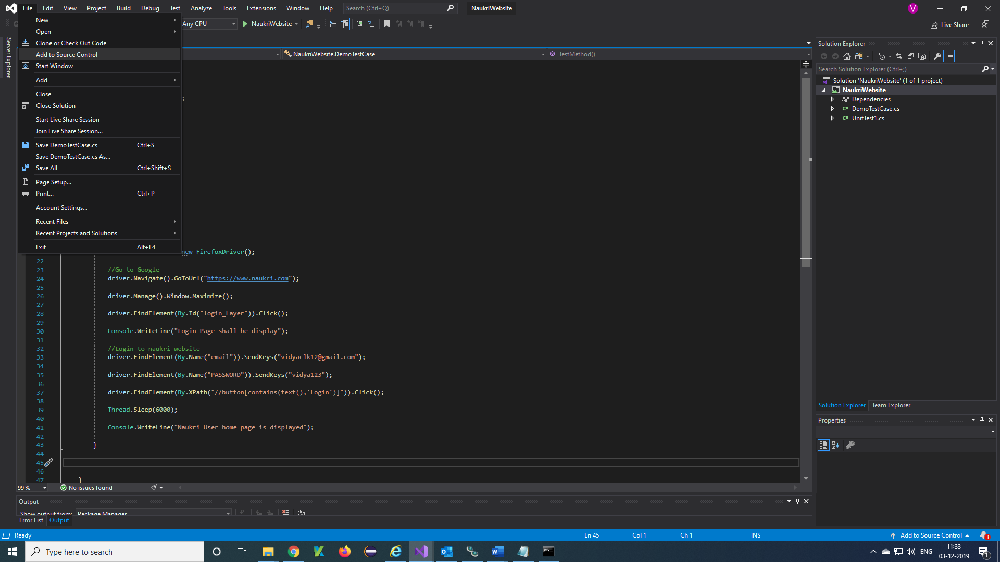 File Edit View Project Build Debug Test Analyze Tools Extensions Window Help Search (Ctrl+Q) NaukriWebsite V
Any CPU NaukriWebsite Live Share
Server Explorer
New
Open
Clone or Check Out Code
Add to Source Control
Start Window
Add
Close
Close Solution
Start Live Share Session
Join Live Share Session...
Save DemoTestCase.cs Ctrl+S
Save DemoTestCase.cs As...
Save All Ctrl+Shift+S
Page Setup...
Print... Ctrl+P
Account Settings...
Recent Files
Recent Projects and Solutions
Exit Alt+F4
NaukriWebsite.DemoTestCase TestMethod()
;
new FirefoxDriver();
22
23 //Go to Google
24 driver.Navigate().GoToUrl("https://www.naukri.com");
25
26 driver.Manage().Window.Maximize();
27
28 driver.FindElement(By.Id("login_Layer")).Click();
29
30 Console.WriteLine("Login Page shall be display");
31
32 //Login to naukri website
33 driver.FindElement(By.Name("email")).SendKeys("vidyaclk12@gmail.com");
34
35 driver.FindElement(By.Name("PASSWORD")).SendKeys("vidya123");
36
37 driver.FindElement(By.XPath("//button[contains(text(),'Login')]")).Click();
38
39 Thread.Sleep(6000);
40
41 Console.WriteLine("Naukri User home page is displayed");
42
43 }
44
45
46
47 }
99 % No issues found
Output
Show output from: Package Manager
Error List Output
Solution Explorer
Search Solution Explorer (Ctrl+;)
Solution 'NaukriWebsite' (1 of 1 project)
NaukriWebsite
Dependencies
C# DemoTestCase.cs
C# UnitTest1.cs
Solution Explorer Team Explorer
Properties
Ready Ln 45 Col 1 Ch 1 INS Add to Source Control 3
Type here to search ENG 11:33
03-12-2019 1